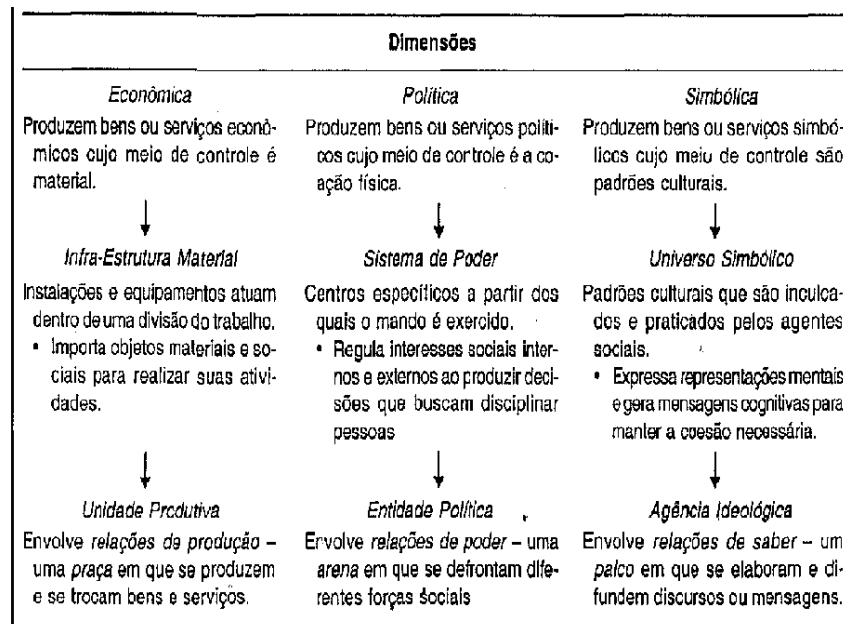 Dimensões
Econômica
Produzem bens ou serviços econô-
micos cujo meio de controle é
material.
Infra-Estrutura Material
Instalações e equipamentos atuam
dentro de uma divisão do trabalho.
• Importa objetos materiais e so-
ciais para realizar suas ativi-
dades.
Unidade Produtiva
Envolve relações de produção –
uma praça em que se produzem
e se trocam bens e serviços.
Política
Produzem bens ou serviços políti-
cos cujo meio de controle é a co-
ação física.
Sistema de Poder
Centros específicos a partir dos
quais o mando é exercido.
• Regula interesses sociais inter-
nos e externos ao produzir deci-
sões que buscam disciplinar
pessoas
Entidade Política
Envolve relações de poder – uma
arena em que se defrontam dife-
rentes forças sociais
Simbólica
Produzem bens ou serviços simbó-
licos cujo meio de controle são
padrões culturais.
Universo Simbólico
Padrões culturais que são inculca-
dos e praticados pelos agentes
sociais.
• Expressa representações mentais
e gera mensagens cognitivas para
manter a coesão necessária.
Agência Ideológica
Envolve relações de saber – um
palco em que se elaboram e di-
fundem discursos ou mensagens.